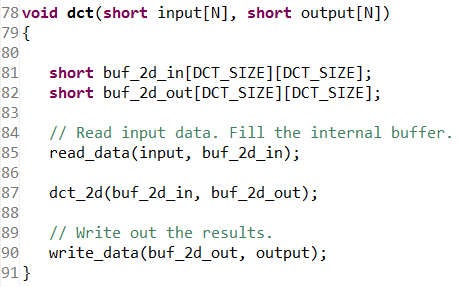 78 void dct(short input[N], short output[N])
79 {
80
81    short buf_2d_in[DCT_SIZE][DCT_SIZE];
82    short buf_2d_out[DCT_SIZE][DCT_SIZE];
83
84    // Read input data. Fill the internal buffer.
85    read_data(input, buf_2d_in);
86
87    dct_2d(buf_2d_in, buf_2d_out);
88
89    // Write out the results.
90    write_data(buf_2d_out, output);
91 }